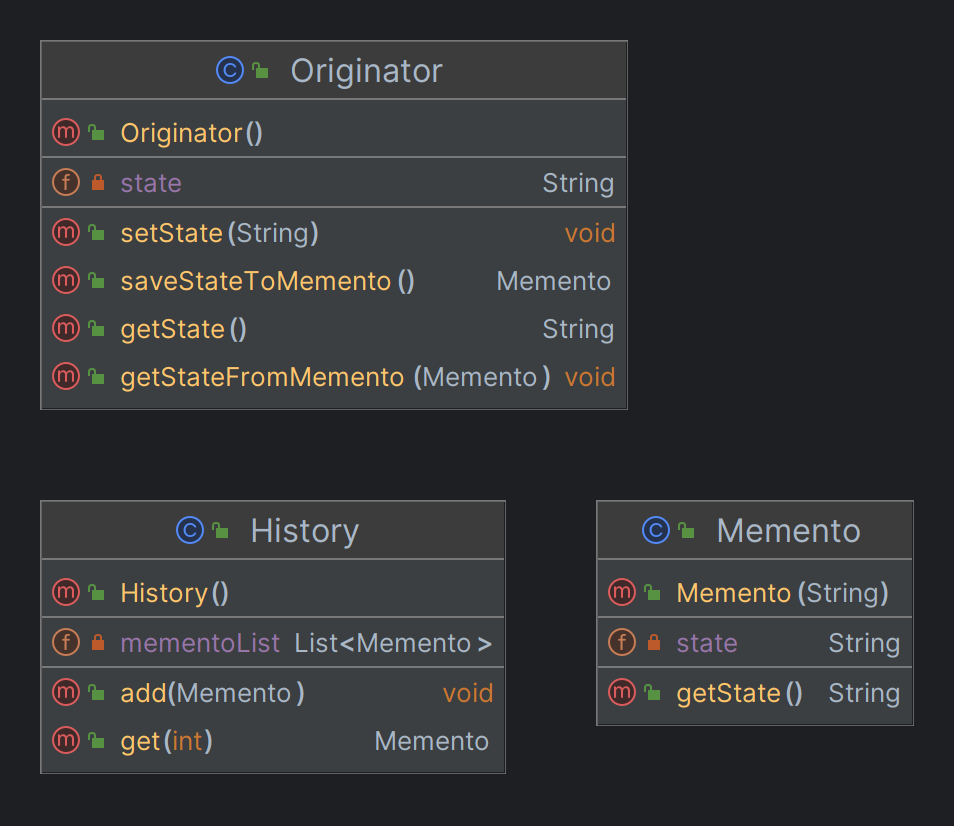 Originator
Originator()
state String
setState(String) void
saveStateToMemento() Memento
getState() String
getStateFromMemento(Memento) void
History
History()
mementoList List<Memento>
add(Memento) void
get(int) Memento
Memento
Memento(String)
state String
getState() String